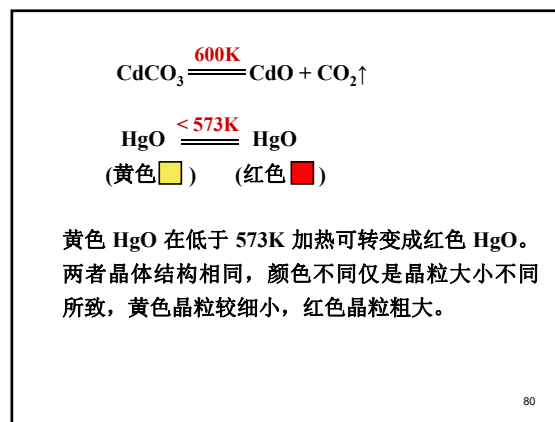 600K
CdCO₃ ═ CdO + CO₂↑
< 573K
HgO ═ HgO
(黄色 ) (红色 )
黄色 HgO 在低于 573K 加热可转变成红色 HgO。
两者晶体结构相同，颜色不同仅是晶粒大小不同
所致，黄色晶粒较细小，红色晶粒粗大。
80